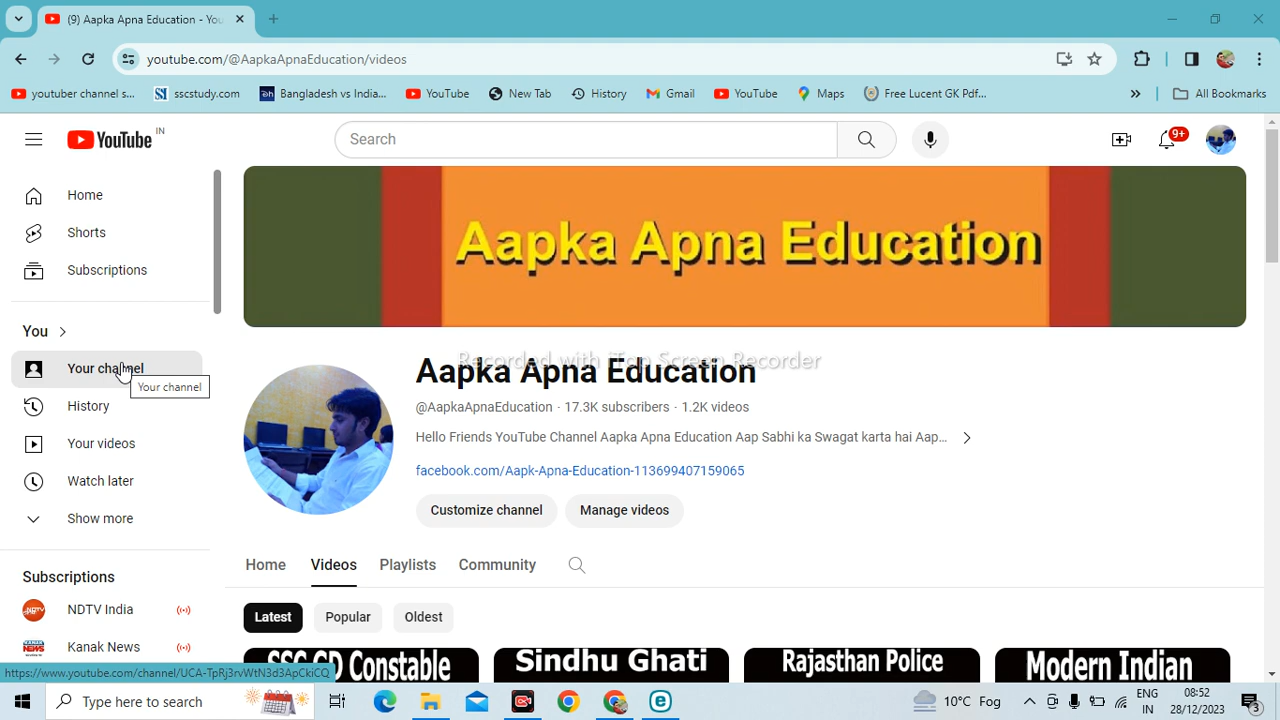 (9) Aapka Apna Education - You
youtube.com/@AapkaApnaEducation/videos
youtuber channel s...
sscstudy.com
Bangladesh vs India...
YouTube
New Tab
History
Gmail
YouTube
Maps
Free Lucent GK Pdf...
All Bookmarks
YouTube IN
Search
9+
Home
Shorts
Subscriptions
You
Your channel
Your channel
History
Your videos
Watch later
Show more
Subscriptions
NDTV India
Kanak News
https://www.youtube.com/channel/UCA-TpRj3rvWtN3d3ApCkiCQ
Aapka Apna Education
Recorded with iTop Screen Recorder
Aapka Apna Education
@AapkaApnaEducation · 17.3K subscribers · 1.2K videos
Hello Friends YouTube Channel Aapka Apna Education Aap Sabhi ka Swagat karta hai Aap...
facebook.com/Aapk-Apna-Education-113699407159065
Customize channel
Manage videos
Home
Videos
Playlists
Community
Latest
Popular
Oldest
SSC GD Constable
Sindhu Ghati
Rajasthan Police
Modern Indian
Type here to search
10°C Fog
ENG
IN
08:52
28/12/2023
3